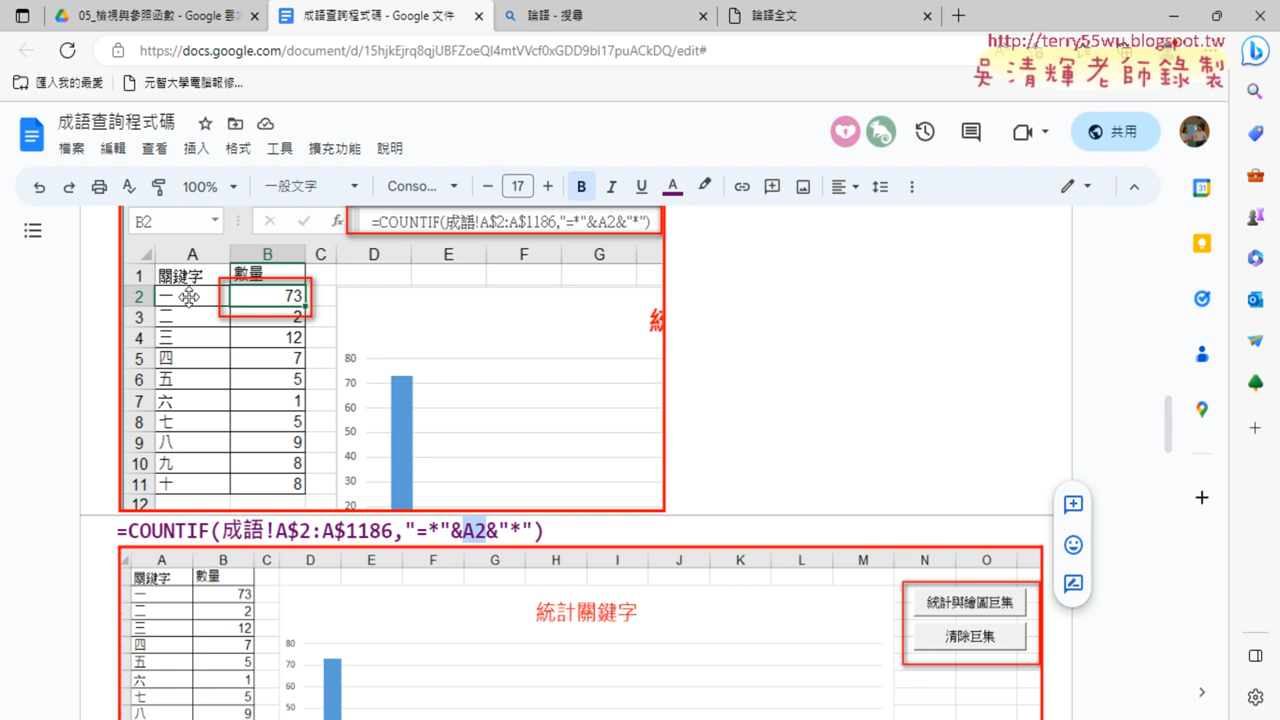 05_檢視與參照函數 - Google 雲
成語查詢程式碼 - Google 文件
論語 - 搜尋
論語全文
https://docs.google.com/document/d/15hjkEjrq8qjUBFZoeQI4mtVVcf0xGDD9bI17puACkDQ/edit#
http://terry55wu.blogspot.tw
吳清輝老師錄製
匯入我的最愛
元智大學電腦報修...
成語查詢程式碼
檔案 編輯 查看 插入 格式 工具 擴充功能 說明
共用
100% 一般文字 Conso... 17 B I U A
B2 fx =COUNTIF(成語!A$2:A$1186,"=*"&A2&"*")
A B C D E F G
1 關鍵字 數量
2 一 73
3 二 2
4 三 12
5 四 7
6 五 5
7 六 1
8 七 5
9 八 9
10 九 8
11 十 8
12
統
80
70
60
50
40
30
20
=COUNTIF(成語!A$2:A$1186,"=*"&A2&"*")
A B C D E F G H I J K L M N O
關鍵字 數量
一 73
二 2
三 12
四 7
五 5
六 1
七 5
八 9
統計關鍵字
80
70
60
50
統計與繪圖巨集
清除巨集